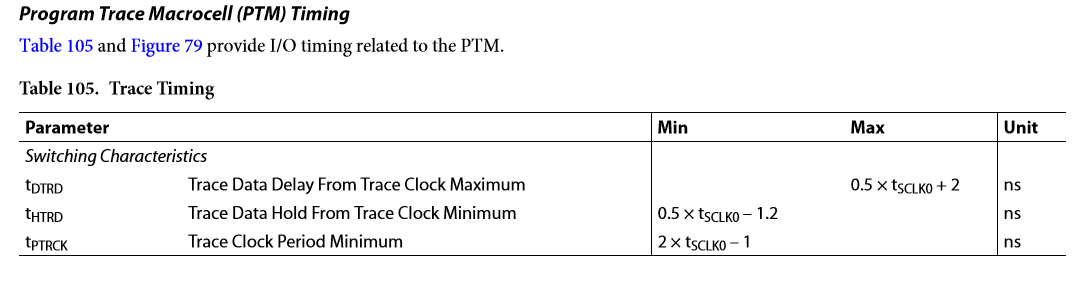 Program Trace Macrocell (PTM) Timing
Table 105 and Figure 79 provide I/O timing related to the PTM.
Table 105. Trace Timing
Parameter Min Max Unit
Switching Characteristics
tDTRD Trace Data Delay From Trace Clock Maximum 0.5 × tSCLK0 + 2 ns
tHTRD Trace Data Hold From Trace Clock Minimum 0.5 × tSCLK0 – 1.2 ns
tPTRCK Trace Clock Period Minimum 2 × tSCLK0 – 1 ns